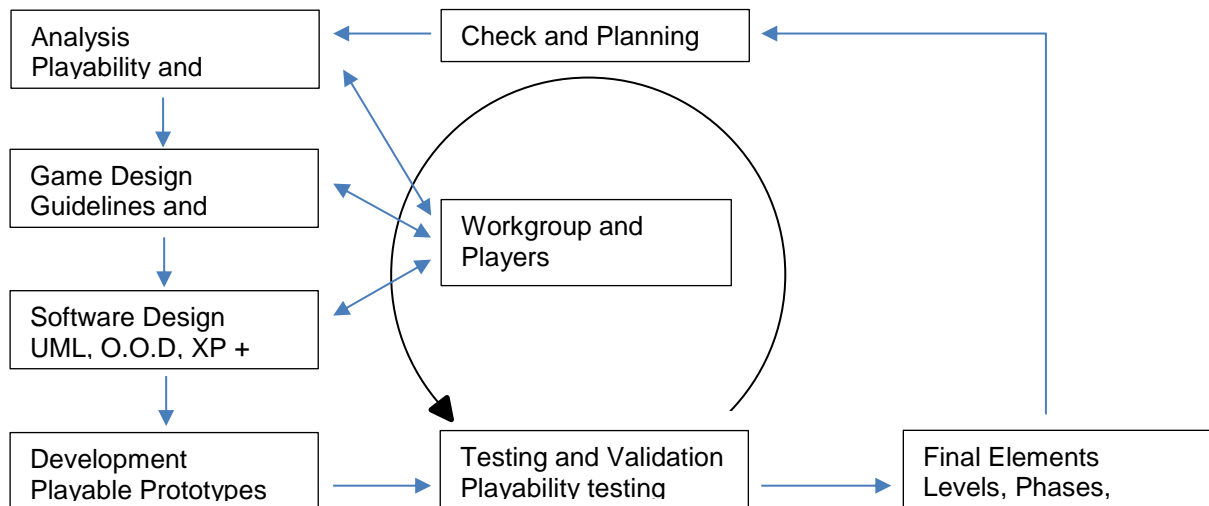 Analysis
Playability and
Check and Planning
Game Design
Guidelines and
Workgroup and
Players
Software Design
UML, O.O.D, XP +
Development
Playable Prototypes
Testing and Validation
Playability testing
Final Elements
Levels, Phases,